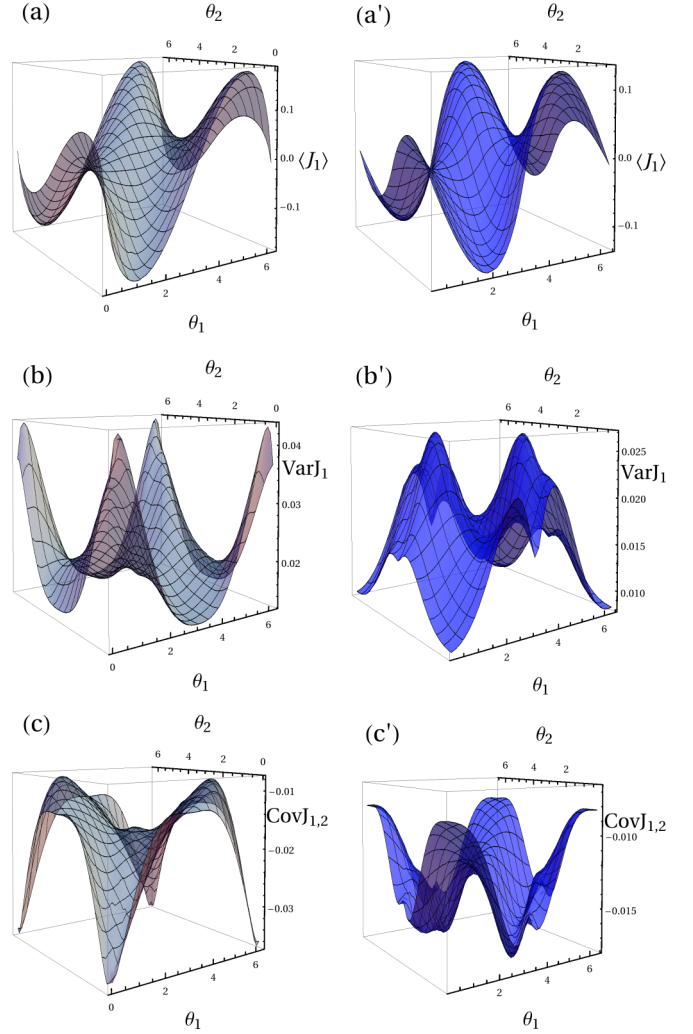 (a)
θ₂
6 4 2 0
0.1
0.0
⟨J₁⟩
−0.1
0 2 4 6
θ₁
(a')
θ₂
6 4 2
0.1
0.0
⟨J₁⟩
−0.1
2 4 6
θ₁
(b)
θ₂
6 4 2 0
0.04
VarJ₁
0.03
0.02
0 2 4 6
θ₁
(b')
θ₂
6 4 2
0.025
VarJ₁
0.020
0.015
0.010
2 4 6
θ₁
(c)
θ₂
6 4 2 0
−0.01
CovJ₁,₂
−0.02
−0.03
0 2 4 6
θ₁
(c')
θ₂
6 4 2
CovJ₁,₂
−0.010
−0.015
2 4 6
θ₁